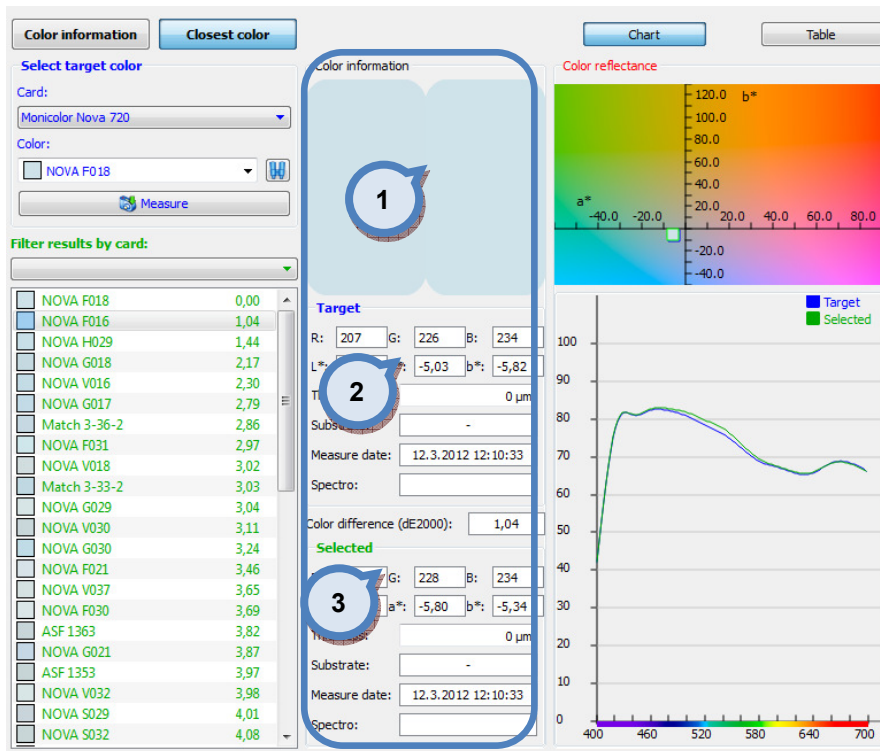 Color information Closest color Chart Table
Select target color
Card:
Monicolor Nova 720
Color:
NOVA F018
Measure
Filter results by card:
NOVA F018 0,00
NOVA F016 1,04
NOVA H029 1,44
NOVA G018 2,17
NOVA V016 2,30
NOVA G017 2,79
Match 3-36-2 2,86
NOVA F031 2,97
NOVA V018 3,02
Match 3-33-2 3,03
NOVA G029 3,04
NOVA V030 3,11
NOVA G030 3,24
NOVA F021 3,46
NOVA V037 3,65
NOVA F030 3,69
ASF 1363 3,82
NOVA G021 3,87
ASF 1353 3,97
NOVA V032 3,98
NOVA S029 4,01
NOVA S032 4,08
Color information
1
Target
R: 207 G: 226 B: 234
L*: -5,03 b*: -5,82
2
0 µm
-
Measure date: 12.3.2012 12:10:33
Spectro:
Color difference (dE2000): 1,04
Selected
G: 228 B: 234
3
a*: -5,80 b*: -5,34
0 µm
Substrate: -
Measure date: 12.3.2012 12:10:33
Spectro:
Color reflectance
120.0 b*
100.0
80.0
60.0
40.0
20.0
a*
-40.0 -20.0 20.0 40.0 60.0 80.0
-20.0
-40.0
Target
Selected
100
90
80
70
60
50
40
30
20
10
0
400 460 520 580 640 700